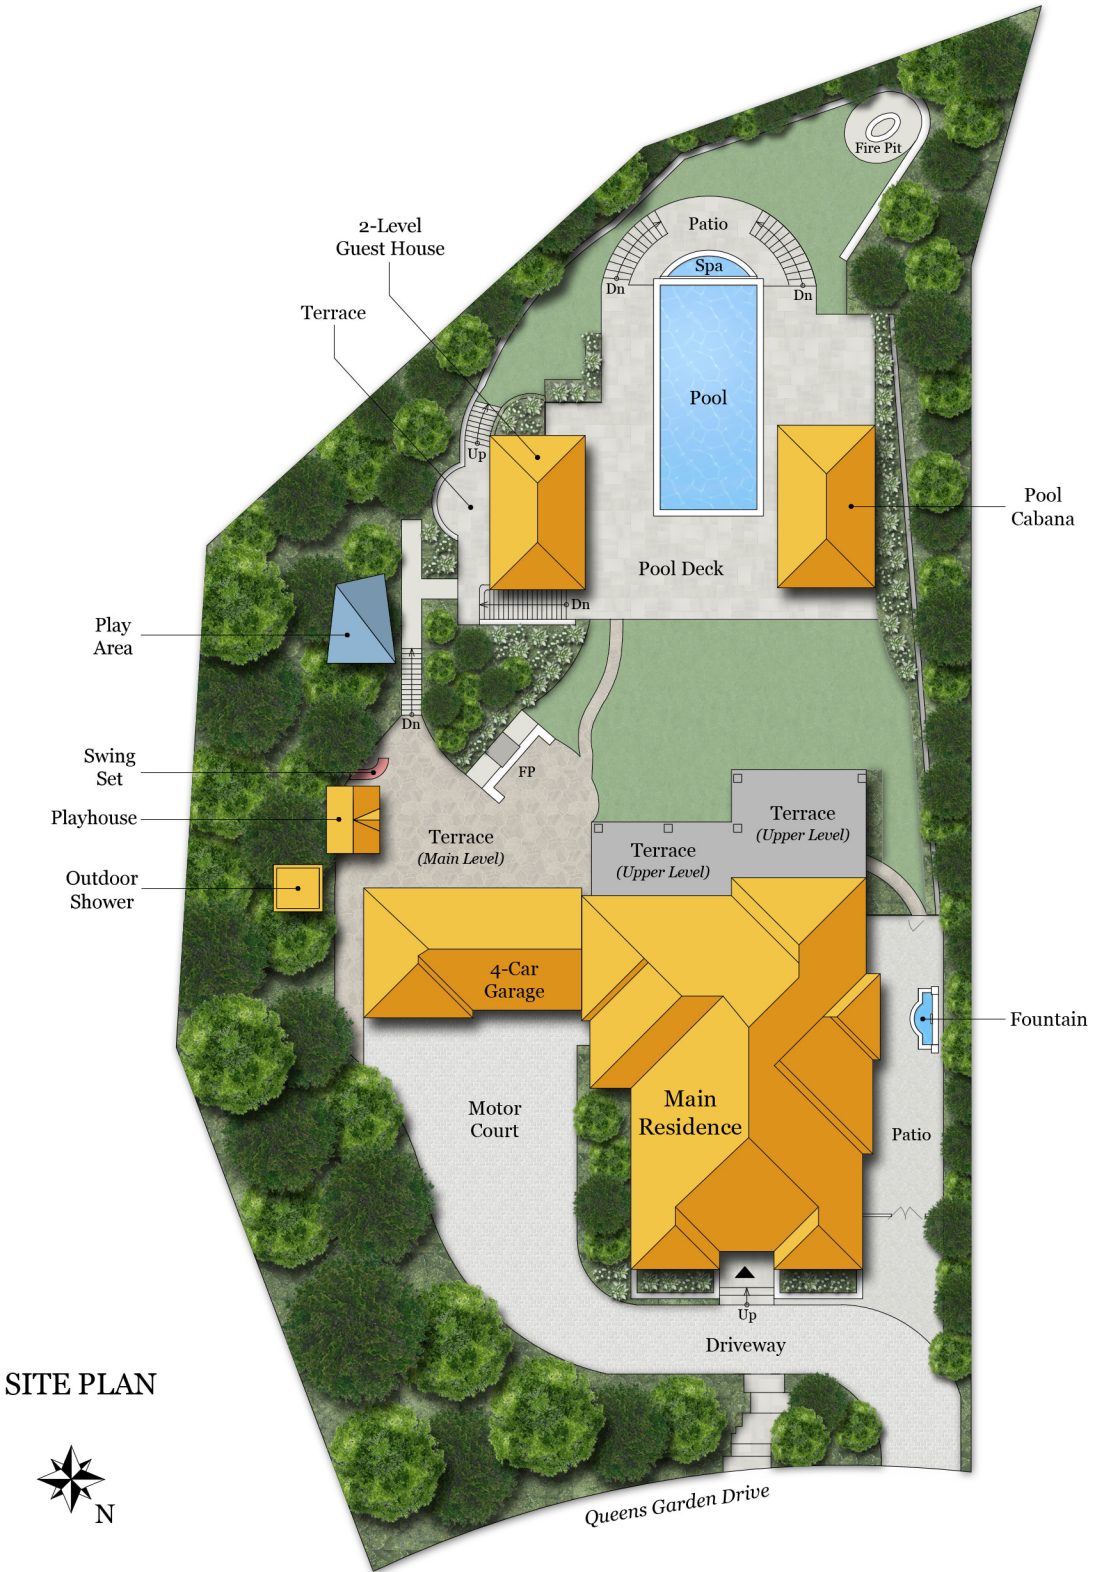 Fire Pit
2-Level
Guest House
Patio
Spa
Dn
Dn
Terrace
Pool
Up
Pool
Cabana
Pool Deck
Dn
Play
Area
Dn
Swing
Set
FP
Playhouse
Terrace
(Main Level)
Terrace
(Upper Level)
Terrace
(Upper Level)
Outdoor
Shower
4-Car
Garage
Fountain
Motor
Court
Main
Residence
Patio
Up
Driveway
SITE PLAN
N
Queens Garden Drive